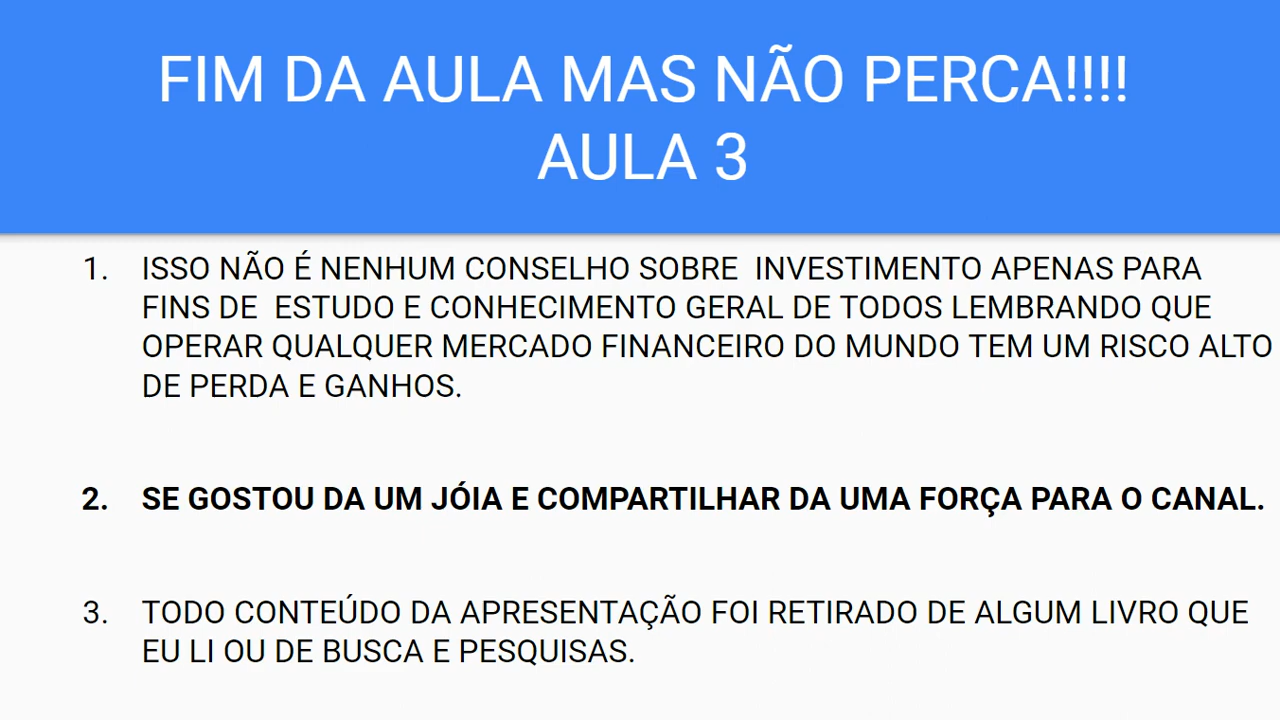 FIM DA AULA MAS NÃO PERCA!!!!
AULA 3
1. ISSO NÃO É NENHUM CONSELHO SOBRE  INVESTIMENTO APENAS PARA
FINS DE  ESTUDO E CONHECIMENTO GERAL DE TODOS LEMBRANDO QUE
OPERAR QUALQUER MERCADO FINANCEIRO DO MUNDO TEM UM RISCO ALTO
DE PERDA E GANHOS.
2. SE GOSTOU DA UM JÓIA E COMPARTILHAR DA UMA FORÇA PARA O CANAL.
3. TODO CONTEÚDO DA APRESENTAÇÃO FOI RETIRADO DE ALGUM LIVRO QUE
EU LI OU DE BUSCA E PESQUISAS.